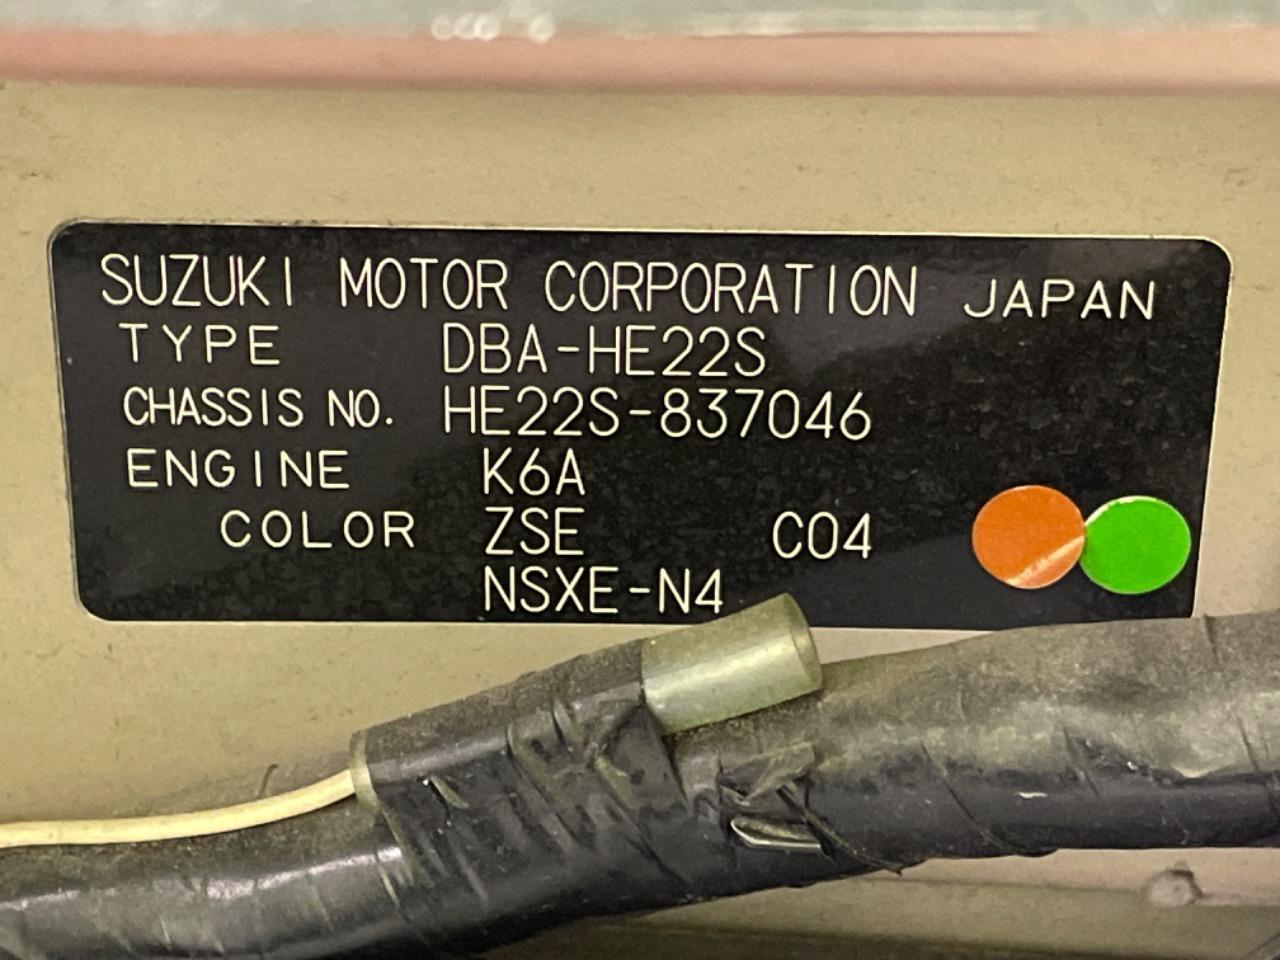 SUZUKI MOTOR CORPORATION JAPAN
TYPE DBA-HE22S
CHASSIS NO. HE22S-837046
ENGINE K6A
COLOR ZSE C04
NSXE-N4